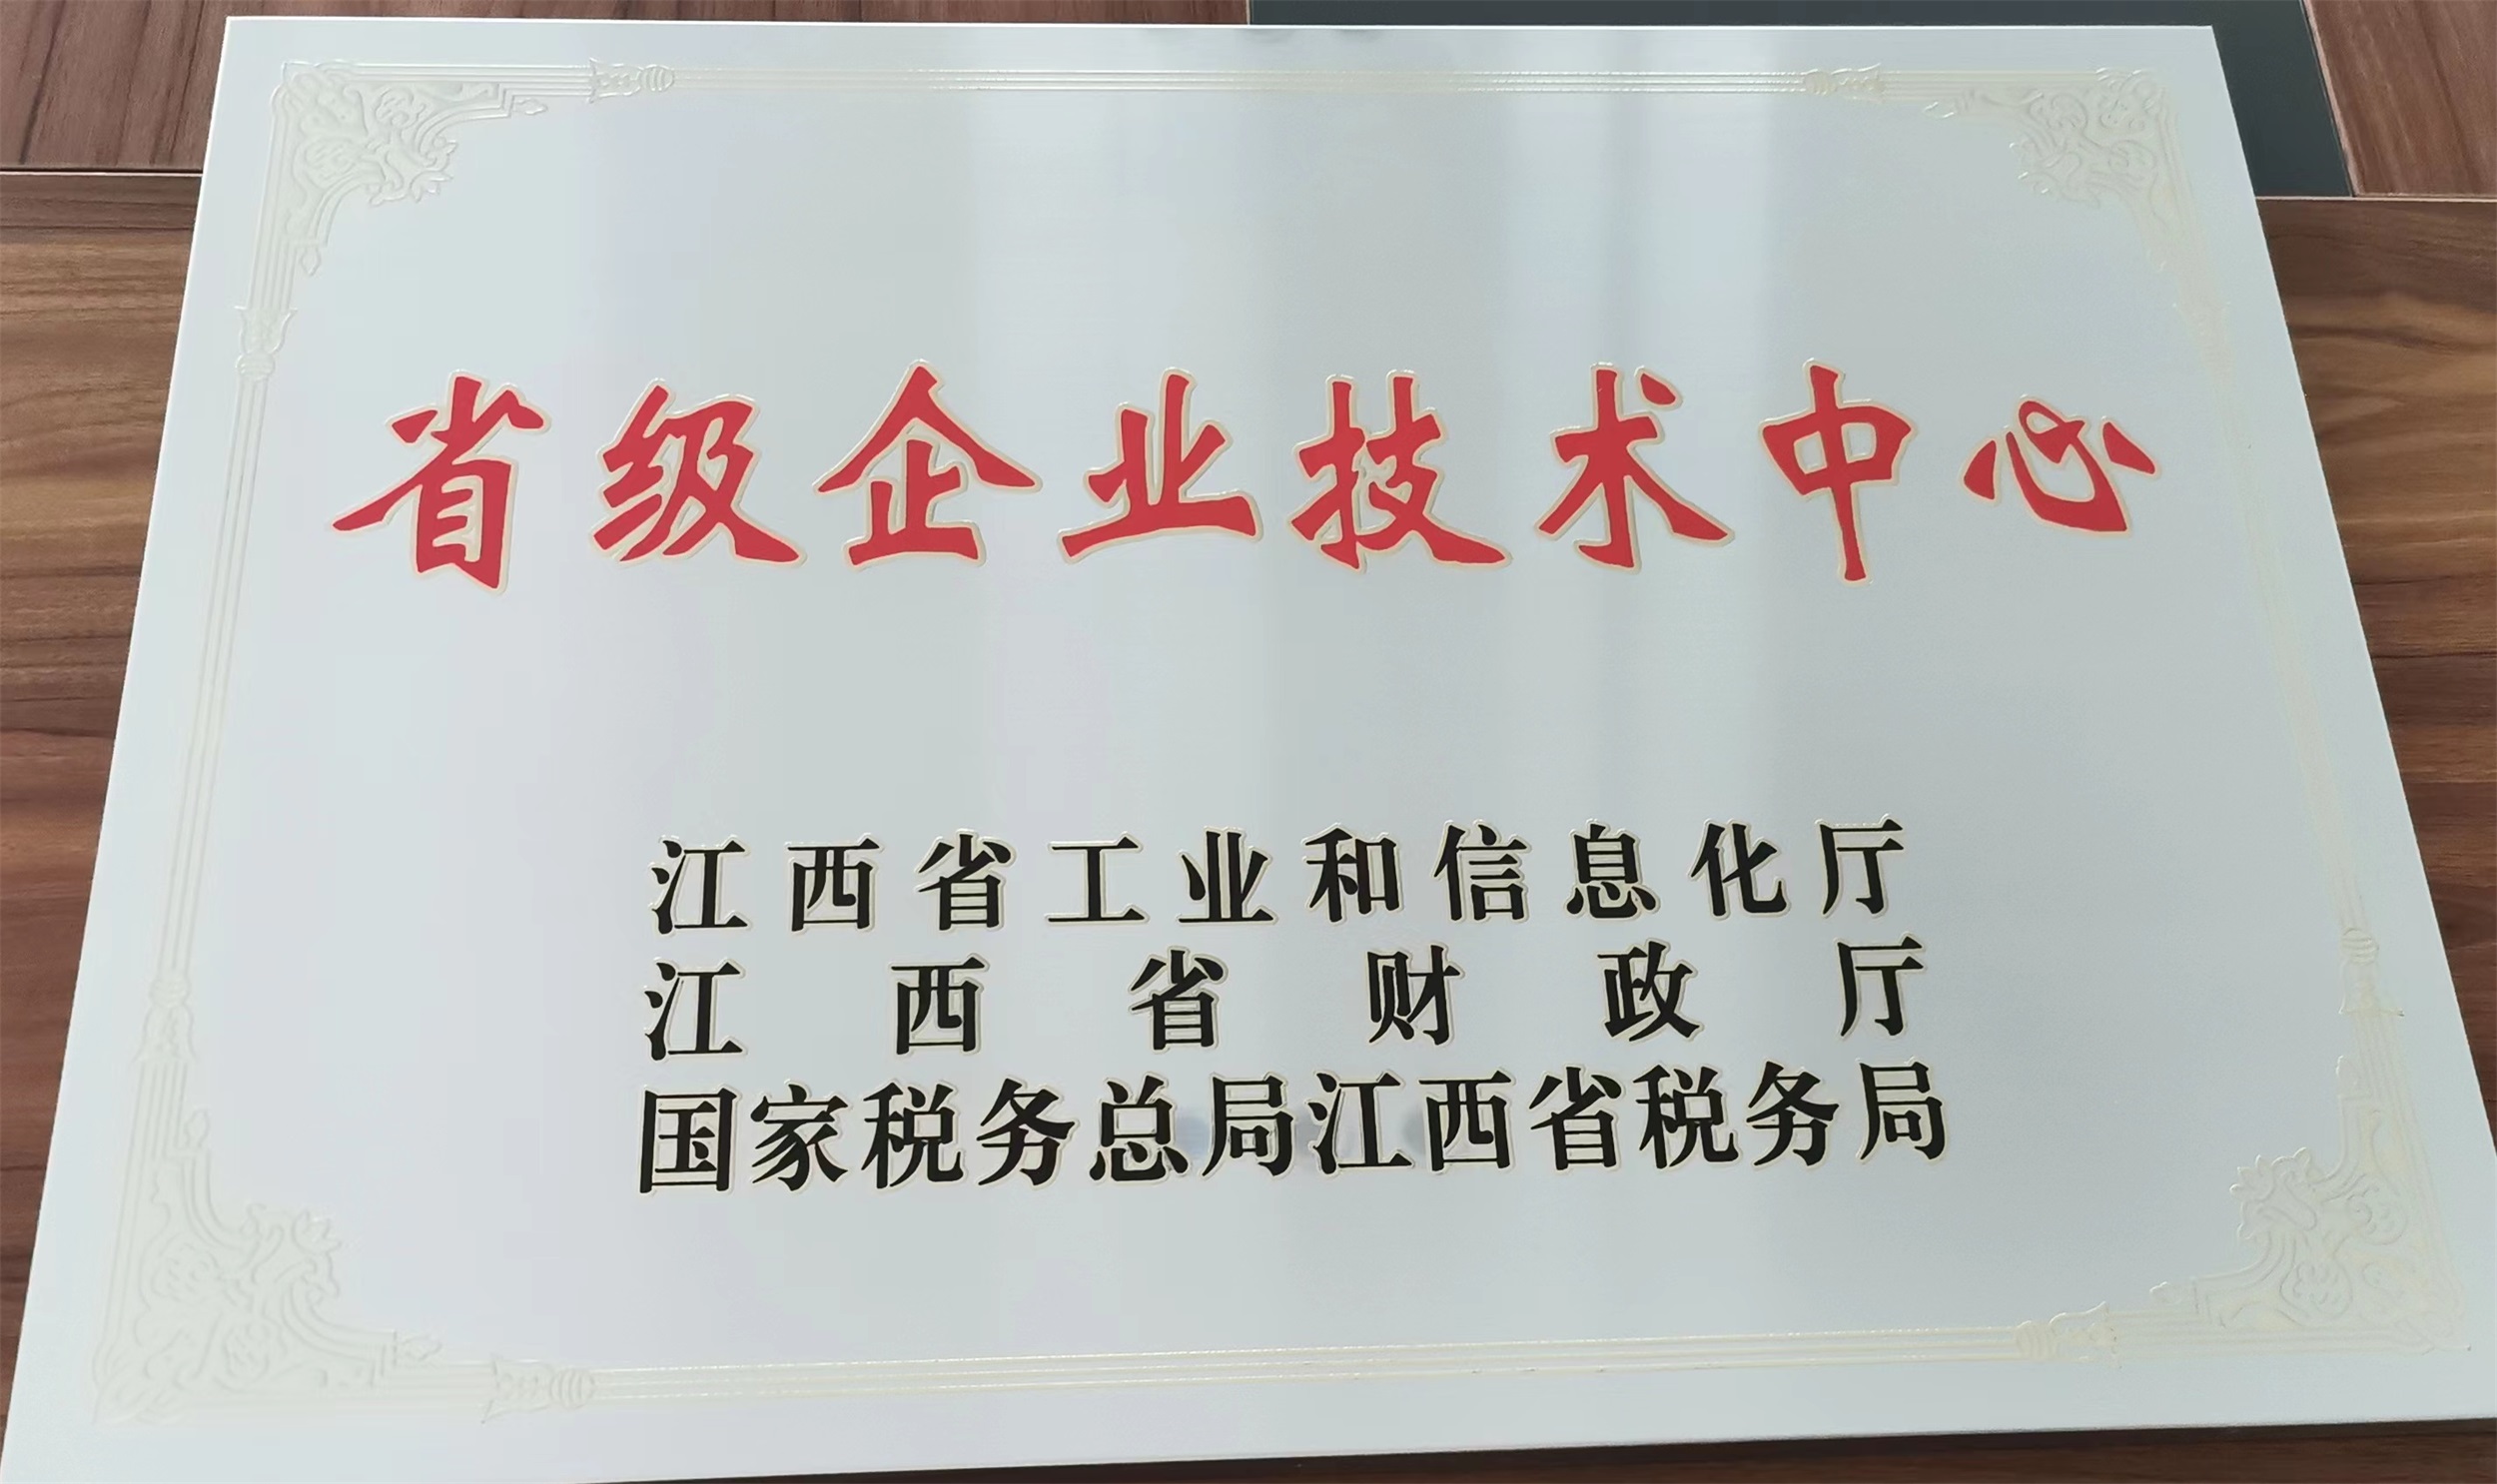 省级企业技术中心
江西省工业和信息化厅
江西省财政厅
国家税务总局江西省税务局